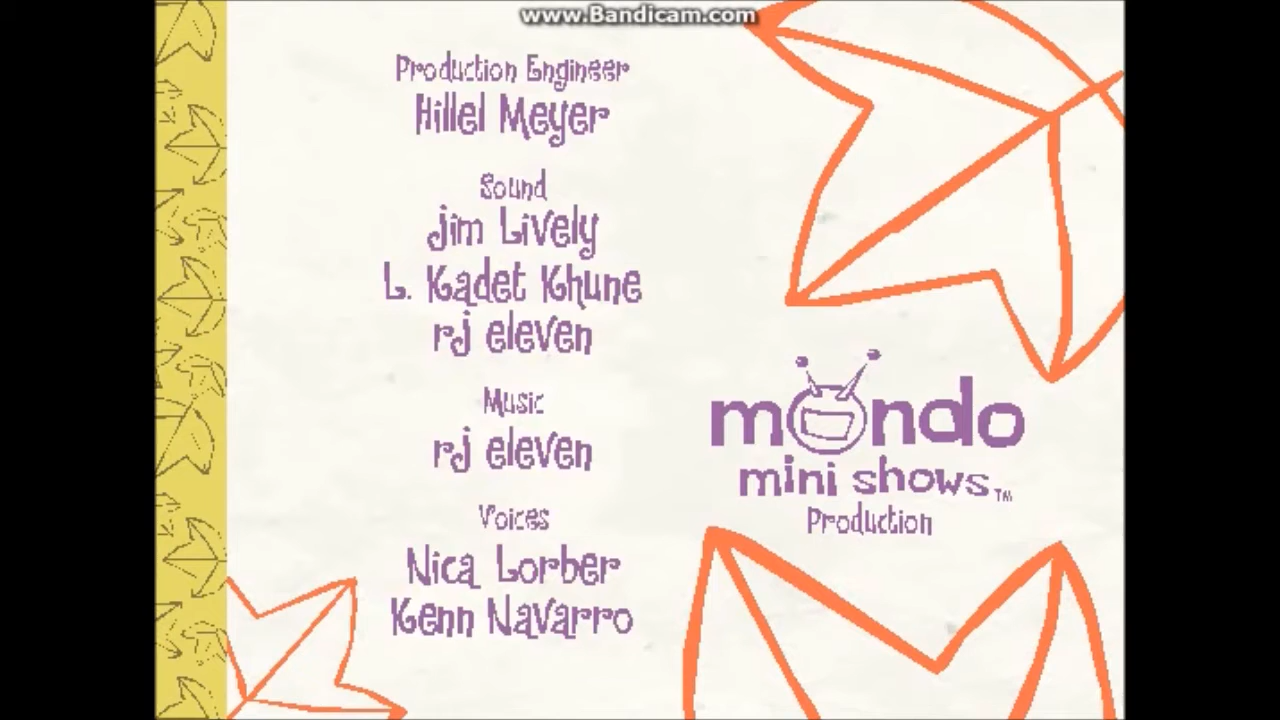 www.Bandicam.com
Production Engineer
Hillel Meyer
Sound
jim Lively
L. Kadet Khune
rj eleven
Music
rj eleven
Voices
Nica Lorber
Kenn Navarro
mondo
mini shows™
Production